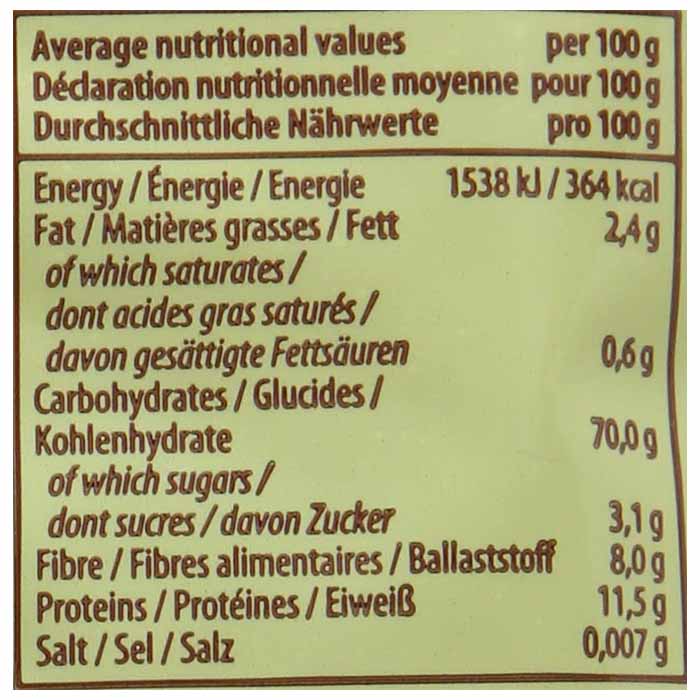 Average nutritional values per 100 g
Déclaration nutritionnelle moyenne pour 100 g
Durchschnittliche Nährwerte pro 100 g
Energy / Énergie / Energie 1538 kJ / 364 kcal
Fat / Matières grasses / Fett 2,4 g
of which saturates /
dont acides gras saturés /
davon gesättigte Fettsäuren 0,6 g
Carbohydrates / Glucides /
Kohlenhydrate 70,0 g
of which sugars /
dont sucres / davon Zucker 3,1 g
Fibre / Fibres alimentaires / Ballaststoff 8,0 g
Proteins / Protéines / Eiweiß 11,5 g
Salt / Sel / Salz 0,007 g